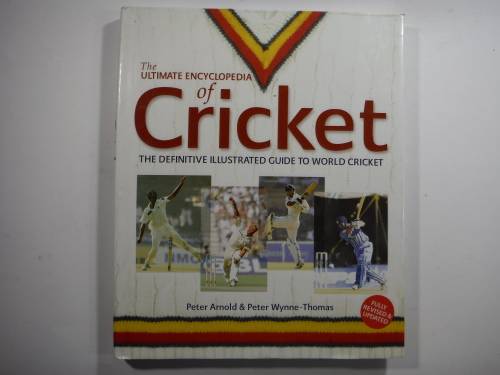 The
ULTIMATE ENCYCLOPEDIA
of
Cricket
THE DEFINITIVE ILLUSTRATED GUIDE TO WORLD CRICKET
Peter Arnold & Peter Wynne-Thomas
FULLY
REVISED &
UPDATED